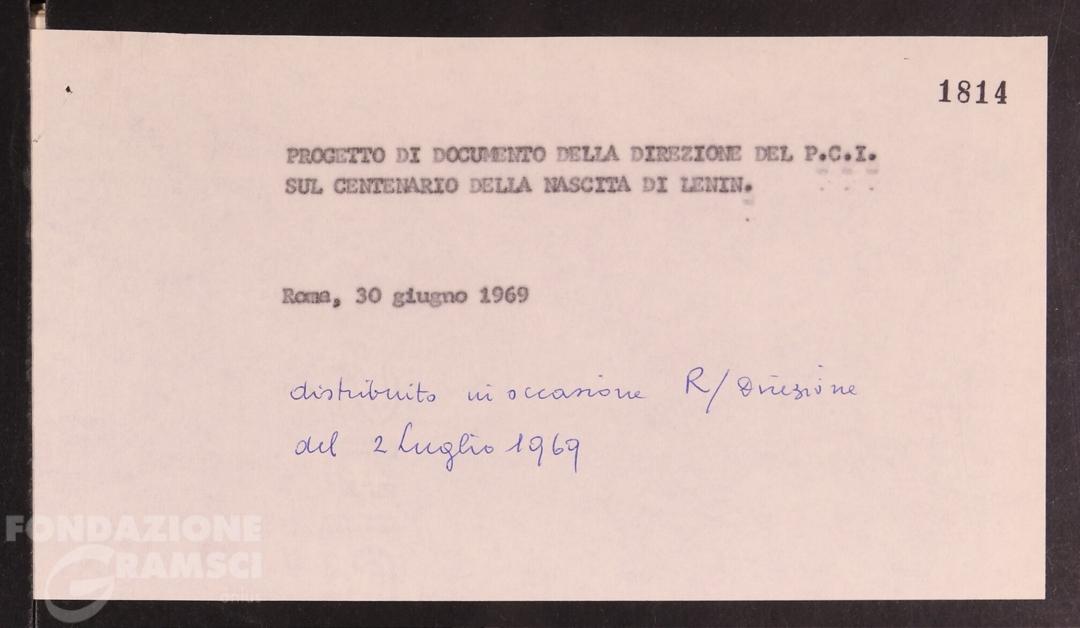 1814
PROGETTO DI DOCUMENTO DELLA DIREZIONE DEL P.C.I.
SUL CENTENARIO DELLA NASCITA DI LENIN.
Roma, 30 giugno 1969
distribuito in occasione R/Direzione
del 2 Luglio 1969
FONDAZIONE
GRAMSCI
onlus